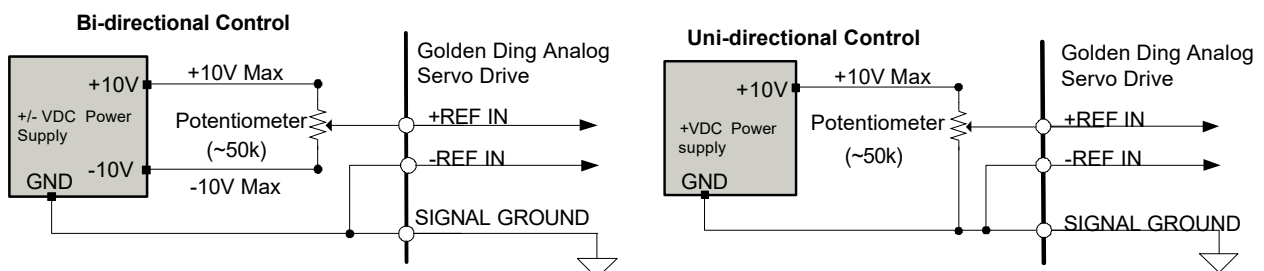 Bi-directional Control
Golden Ding Analog
Servo Drive
+10V
+10V Max
+/- VDC Power
Supply
Potentiometer
(~50k)
+REF IN
-REF IN
-10V
-10V Max
GND
SIGNAL GROUND
Uni-directional Control
Golden Ding Analog
Servo Drive
+10V
+10V Max
+VDC Power
supply
Potentiometer
(~50k)
+REF IN
-REF IN
GND
SIGNAL GROUND